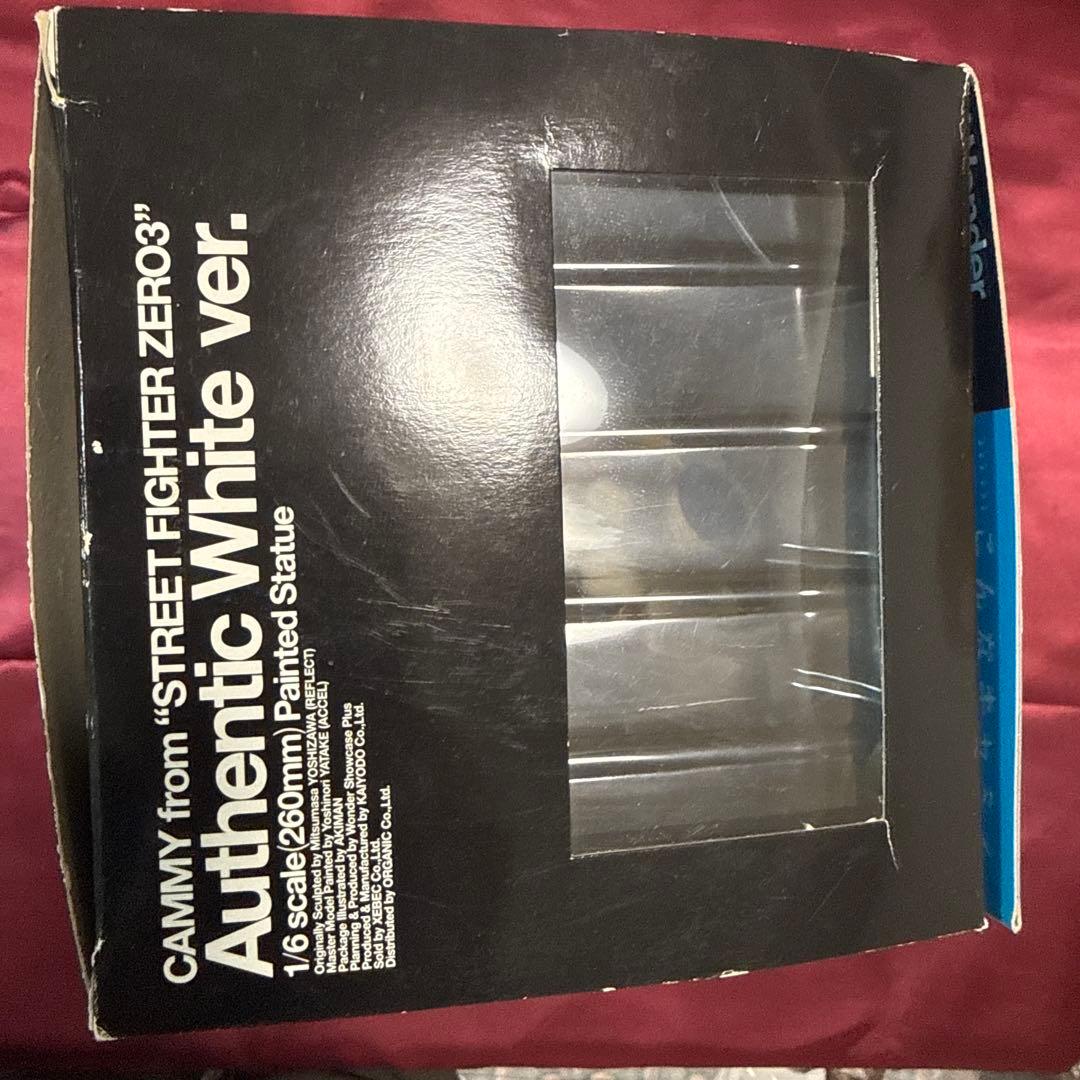 CAMMY from “STREET FIGHTER ZERO3”
Authentic White ver.
1/6 scale(260mm) Painted Statue
Originally Sculpted by Mitsumasa YOSHIZAWA (REFLECT)
Master Model Painted by Yoshinori YATAKE (ACCEL)
Package Illustrated by AKIMAN
Planning & Produced by Wonder Showcase Plus
Produced & Manufactured by KAIYODO Co.,Ltd.
Sold by XEBEC Co.,Ltd.
Distributed by ORGANIC Co.,Ltd.
Wonder